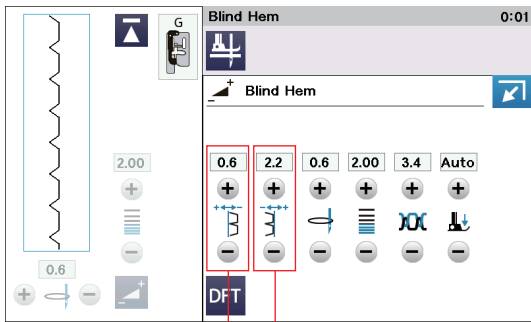 G
Blind Hem 0:01
Blind Hem
2.00
0.6
0.6 2.2 0.6 2.00 3.4 Auto
DFT